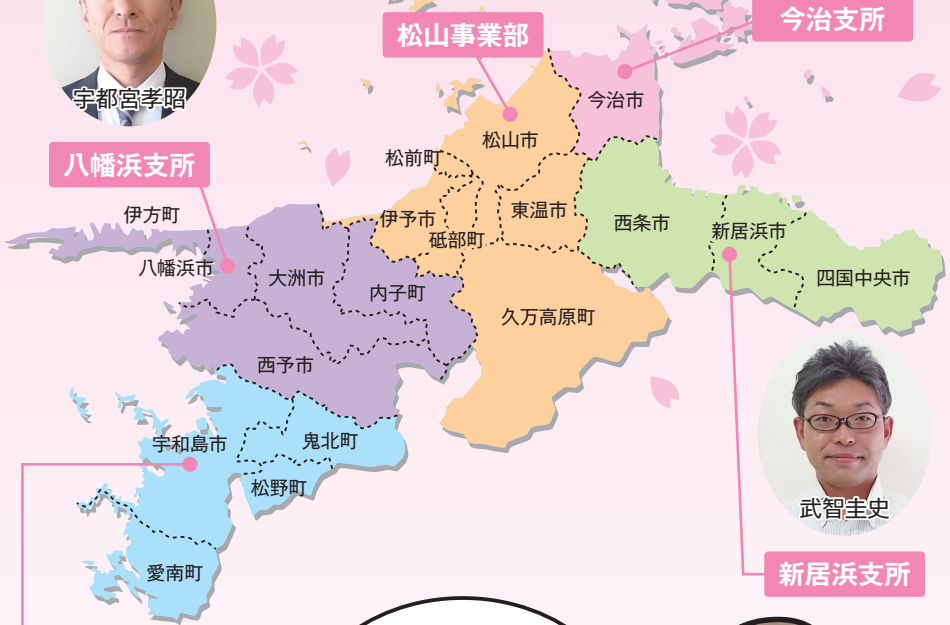 松山事業部
今治支所
宇都宮孝昭
今治市
松山市
八幡浜支所
松前町
伊方町
伊予市
東温市
西条市
新居浜市
砥部町
八幡浜市
大洲市
四国中央市
内子町
久万高原町
西予市
宇和島市
鬼北町
松野町
武智圭史
愛南町
新居浜支所